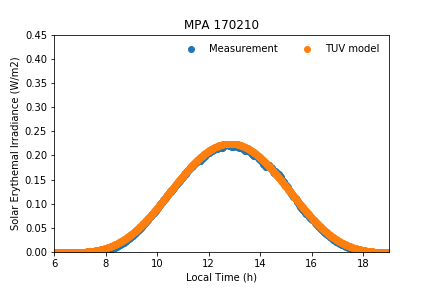 MPA 170210
Measurement TUV model
Solar Erythemal Irradiance (W/m2)
0.45
0.40
0.35
0.30
0.25
0.20
0.15
0.10
0.05
0.00
6 8 10 12 14 16 18
Local Time (h)